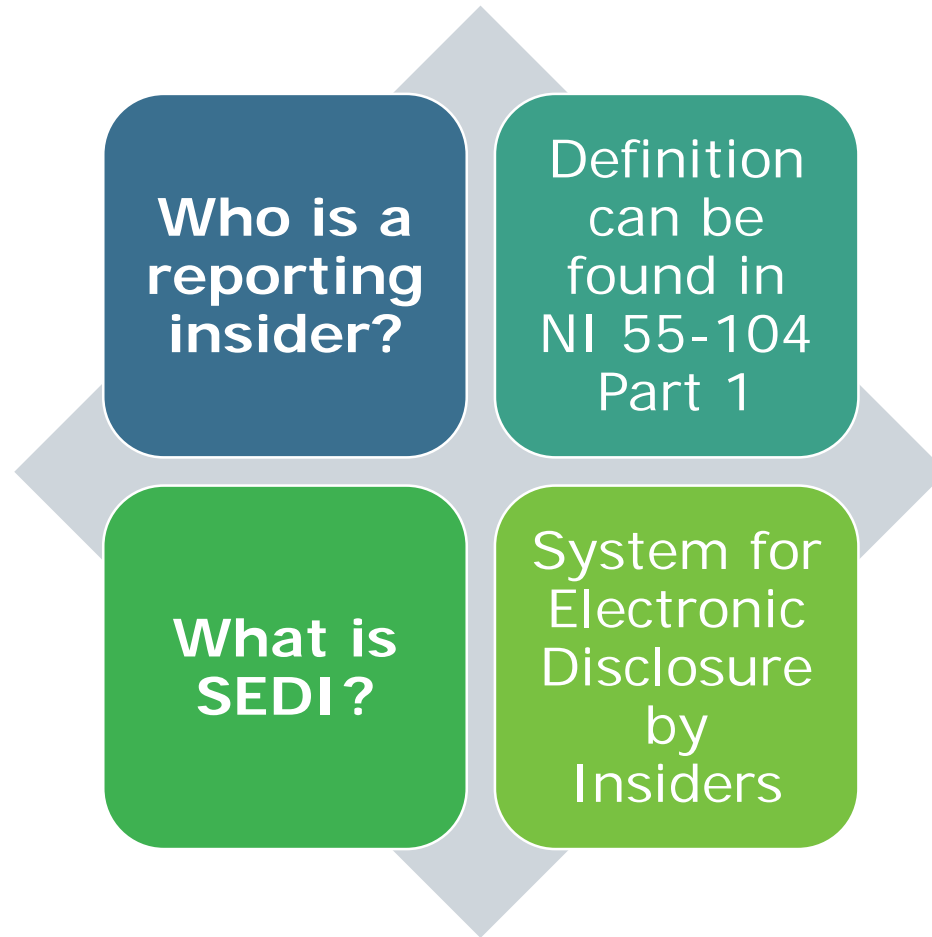 Who is a
reporting
insider?
Definition
can be
found in
NI 55-104
Part 1
What is
SEDI?
System for
Electronic
Disclosure
by
Insiders